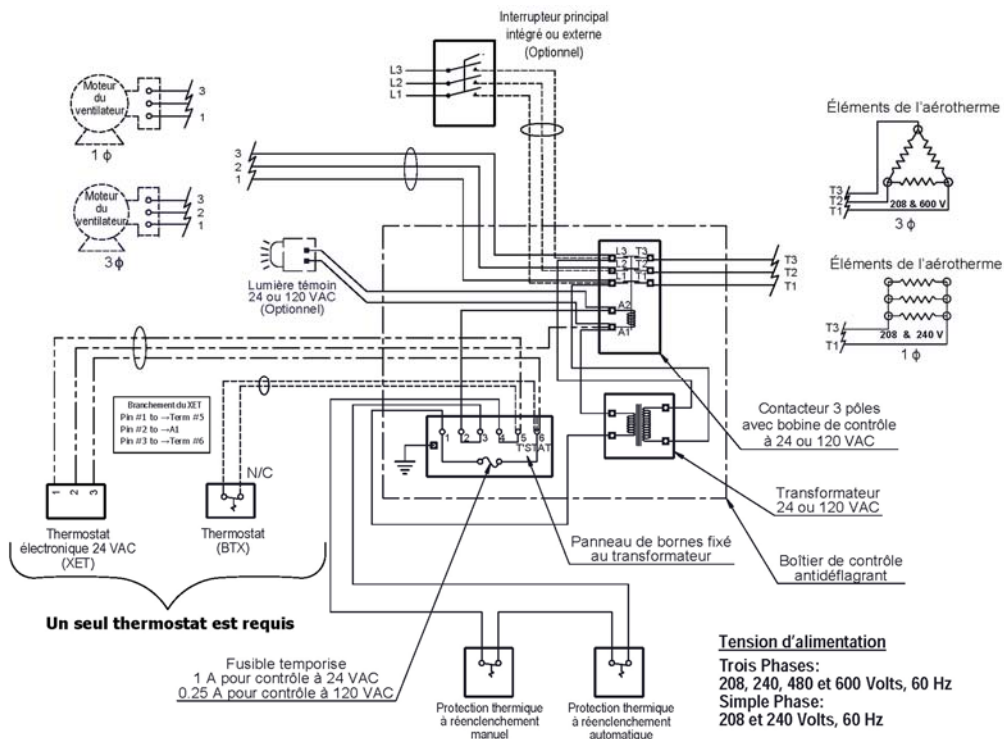 Interrupteur principal
intégré ou externe
(Optionnel)
L3
L2
L1
Moteur
du
ventilateur
3
1
1 ϕ
Moteur
du
ventilateur
3
2
1
3 ϕ
3
2
1
Éléments de l'aérotherme
T3
T2
T1
208 & 600 V
3 ϕ
Éléments de l'aérotherme
T3
T1
208 & 240 V
1 ϕ
Lumière témoin
24 ou 120 VAC
(Optionnel)
L3 T3
L2 T2
L1 T1
A2
A1
T3
T2
T1
Branchement du XET
Pin #1 to → Term #5
Pin #2 to → A1
Pin #3 to → Term #6
1 2 3 4 5 6
T'STAT
N/C
1 2 3
Thermostat
électronique 24 VAC
(XET)
Thermostat
(BTX)
Un seul thermostat est requis
Contacteur 3 pôles
avec bobine de contrôle
à 24 ou 120 VAC
Transformateur
24 ou 120 VAC
Panneau de bornes fixé
au transformateur
Boîtier de contrôle
antidéflagrant
Fusible temporise
1 A pour contrôle à 24 VAC
0.25 A pour contrôle à 120 VAC
Protection thermique
à réenclenchement
manuel
Protection thermique
à réenclenchement
automatique
Tension d'alimentation
Trois Phases:
208, 240, 480 et 600 Volts, 60 Hz
Simple Phase:
208 et 240 Volts, 60 Hz